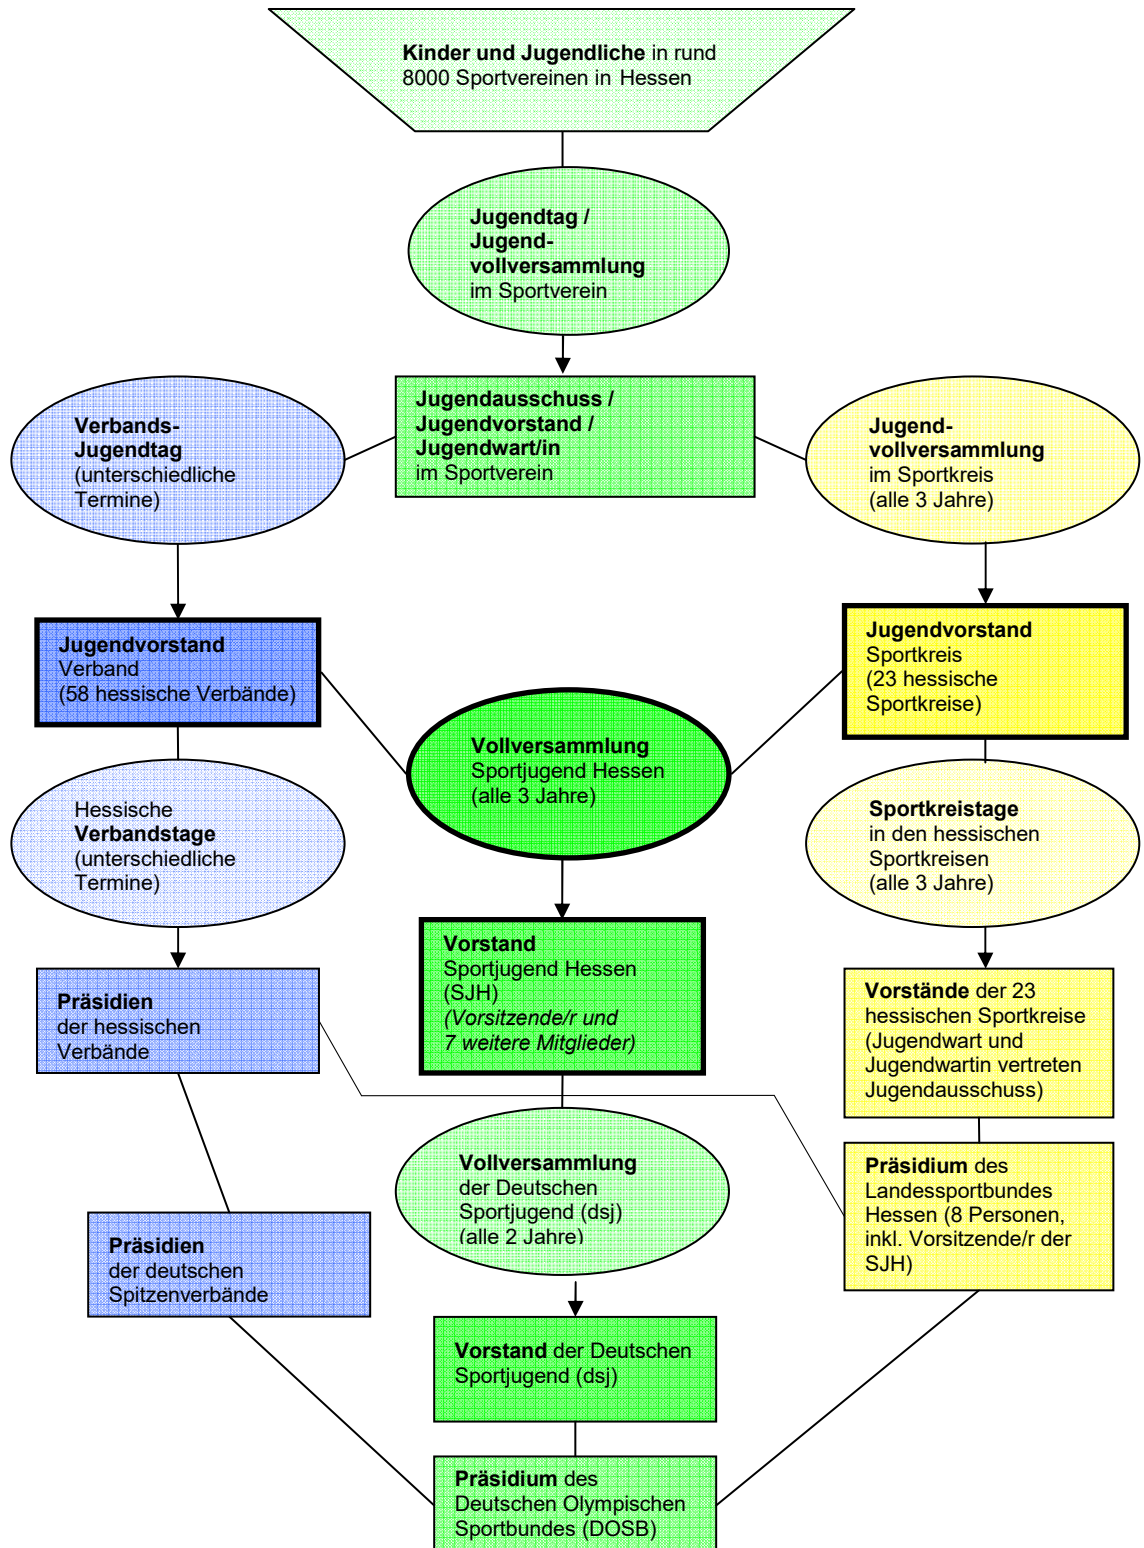 Kinder und Jugendliche in rund
8000 Sportvereinen in Hessen
Jugendtag /
Jugend-
vollversammlung
im Sportverein
Jugendausschuss /
Jugendvorstand /
Jugendwart/in
im Sportverein
Verbands-
Jugendtag
(unterschiedliche
Termine)
Jugend-
vollversammlung
im Sportkreis
(alle 3 Jahre)
Jugendvorstand
Verband
(58 hessische Verbände)
Jugendvorstand
Sportkreis
(23 hessische
Sportkreise)
Vollversammlung
Sportjugend Hessen
(alle 3 Jahre)
Hessische
Verbandstage
(unterschiedliche
Termine)
Sportkreistage
in den hessischen
Sportkreisen
(alle 3 Jahre)
Vorstand
Sportjugend Hessen
(SJH)
(Vorsitzende/r und
7 weitere Mitglieder)
Präsidien
der hessischen
Verbände
Vorstände der 23
hessischen Sportkreise
(Jugendwart und
Jugendwartin vertreten
Jugendausschuss)
Vollversammlung
der Deutschen
Sportjugend (dsj)
(alle 2 Jahre)
Präsidium des
Landessportbundes
Hessen (8 Personen,
inkl. Vorsitzende/r der
SJH)
Präsidien
der deutschen
Spitzenverbände
Vorstand der Deutschen
Sportjugend (dsj)
Präsidium des
Deutschen Olympischen
Sportbundes (DOSB)